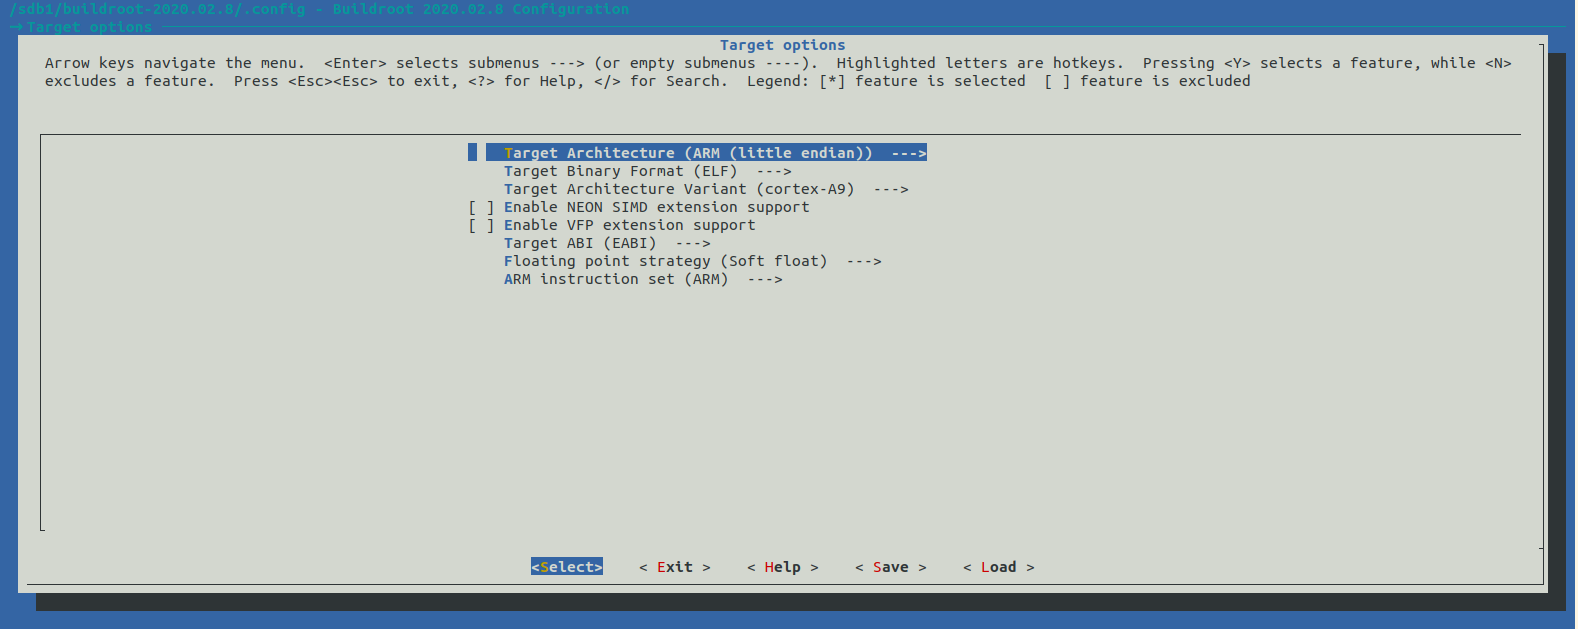 /sdb1/buildroot-2020.02.8/.config - Buildroot 2020.02.8 Configuration
→ Target options
Target options
Arrow keys navigate the menu.  <Enter> selects submenus ---> (or empty submenus ----).  Highlighted letters are hotkeys.  Pressing <Y> selects a feature, while <N>
excludes a feature.  Press <Esc><Esc> to exit, <?> for Help, </> for Search.  Legend: [*] feature is selected  [ ] feature is excluded
Target Architecture (ARM (little endian))  --->
Target Binary Format (ELF)  --->
Target Architecture Variant (cortex-A9)  --->
[ ] Enable NEON SIMD extension support
[ ] Enable VFP extension support
Target ABI (EABI)  --->
Floating point strategy (Soft float)  --->
ARM instruction set (ARM)  --->
<Select>    < Exit >    < Help >    < Save >    < Load >